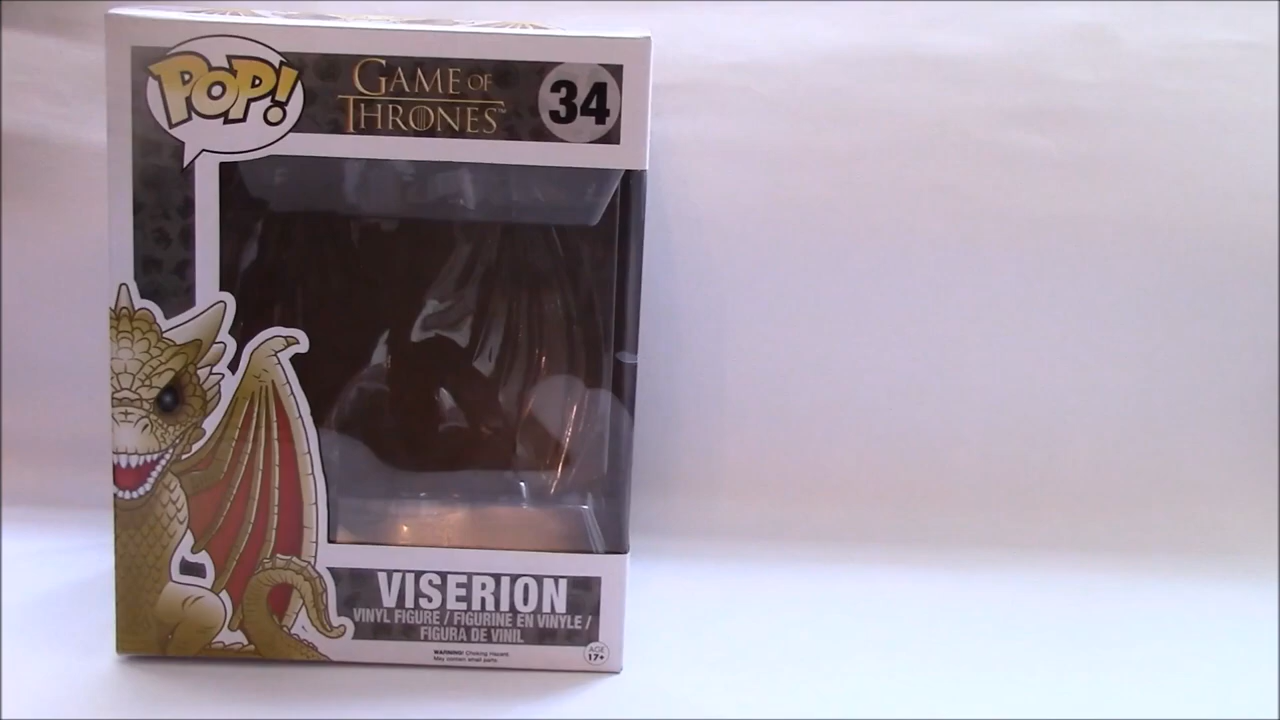 POP!
GAME OF
THRONES™
34
VISERION
VINYL FIGURE / FIGURINE EN VINYLE /
FIGURA DE VINIL
WARNING! Choking Hazard.
May contain small parts.
AGE
17+